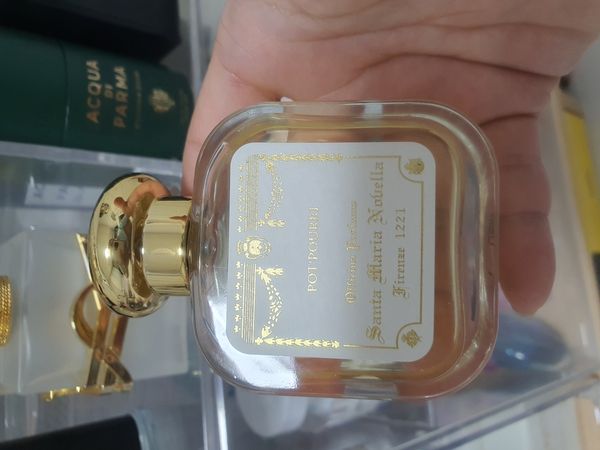 ACQUA
DI
PARMA
POT POURRI
Officina Profumo
Santa Maria Novella
Firenze 1221